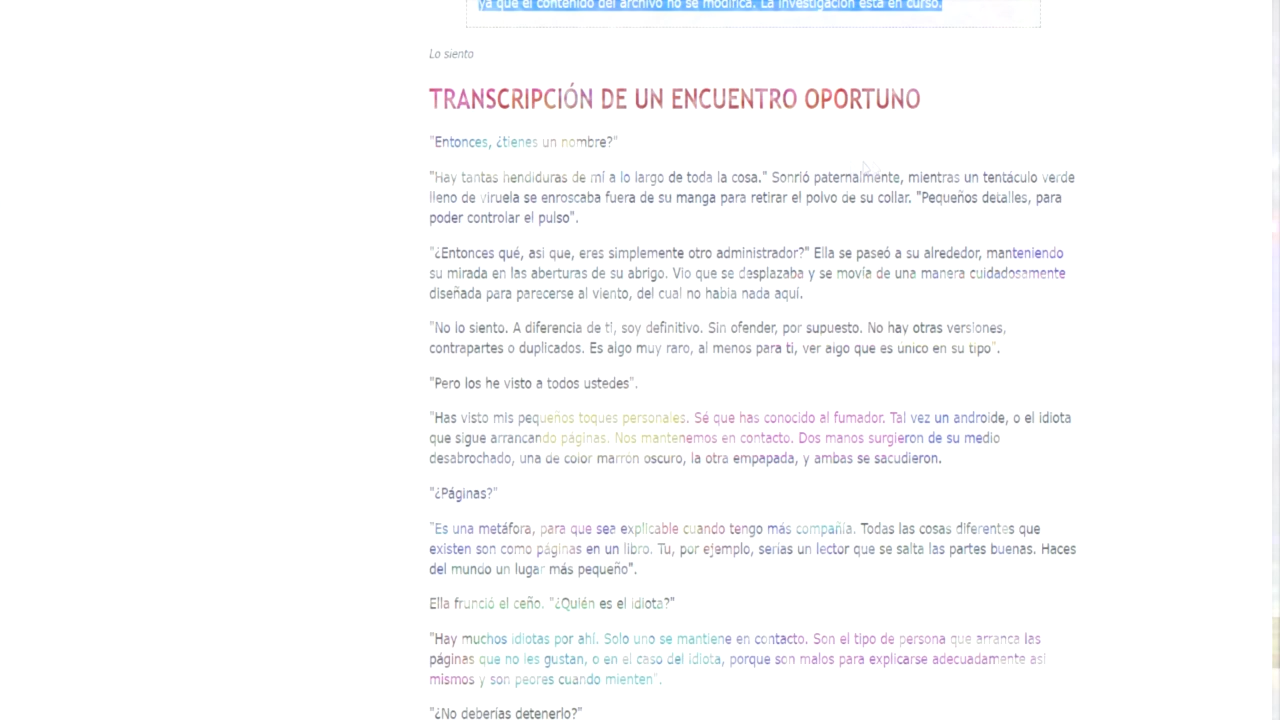 ya que el contenido del archivo no se modifica. La investigación está en curso.
Lo siento
TRANSCRIPCIÓN DE UN ENCUENTRO OPORTUNO
"Entonces, ¿tienes un nombre?"
"Hay tantas hendiduras de mí a lo largo de toda la cosa." Sonrió paternalmente, mientras un tentáculo verde
lleno de viruela se enroscaba fuera de su manga para retirar el polvo de su collar. "Pequeños detalles, para
poder controlar el pulso".
"¿Entonces qué, asi que, eres simplemente otro administrador?" Ella se paseó a su alrededor, manteniendo
su mirada en las aberturas de su abrigo. Vio que se desplazaba y se movía de una manera cuidadosamente
diseñada para parecerse al viento, del cual no había nada aquí.
"No lo siento. A diferencia de ti, soy definitivo. Sin ofender, por supuesto. No hay otras versiones,
contrapartes o duplicados. Es algo muy raro, al menos para ti, ver algo que es único en su tipo".
"Pero los he visto a todos ustedes".
"Has visto mis pequeños toques personales. Sé que has conocido al fumador. Tal vez un androide, o el idiota
que sigue arrancando páginas. Nos mantenemos en contacto. Dos manos surgieron de su medio
desabrochado, una de color marrón oscuro, la otra empapada, y ambas se sacudieron.
"¿Páginas?"
"Es una metáfora, para que sea explicable cuando tengo más compañía. Todas las cosas diferentes que
existen son como páginas en un libro. Tu, por ejemplo, serías un lector que se salta las partes buenas. Haces
del mundo un lugar más pequeño".
Ella frunció el ceño. "¿Quién es el idiota?"
"Hay muchos idiotas por ahí. Solo uno se mantiene en contacto. Son el tipo de persona que arranca las
páginas que no les gustan, o en el caso del idiota, porque son malos para explicarse adecuadamente asi
mismos y son peores cuando mienten".
"¿No deberías detenerlo?"